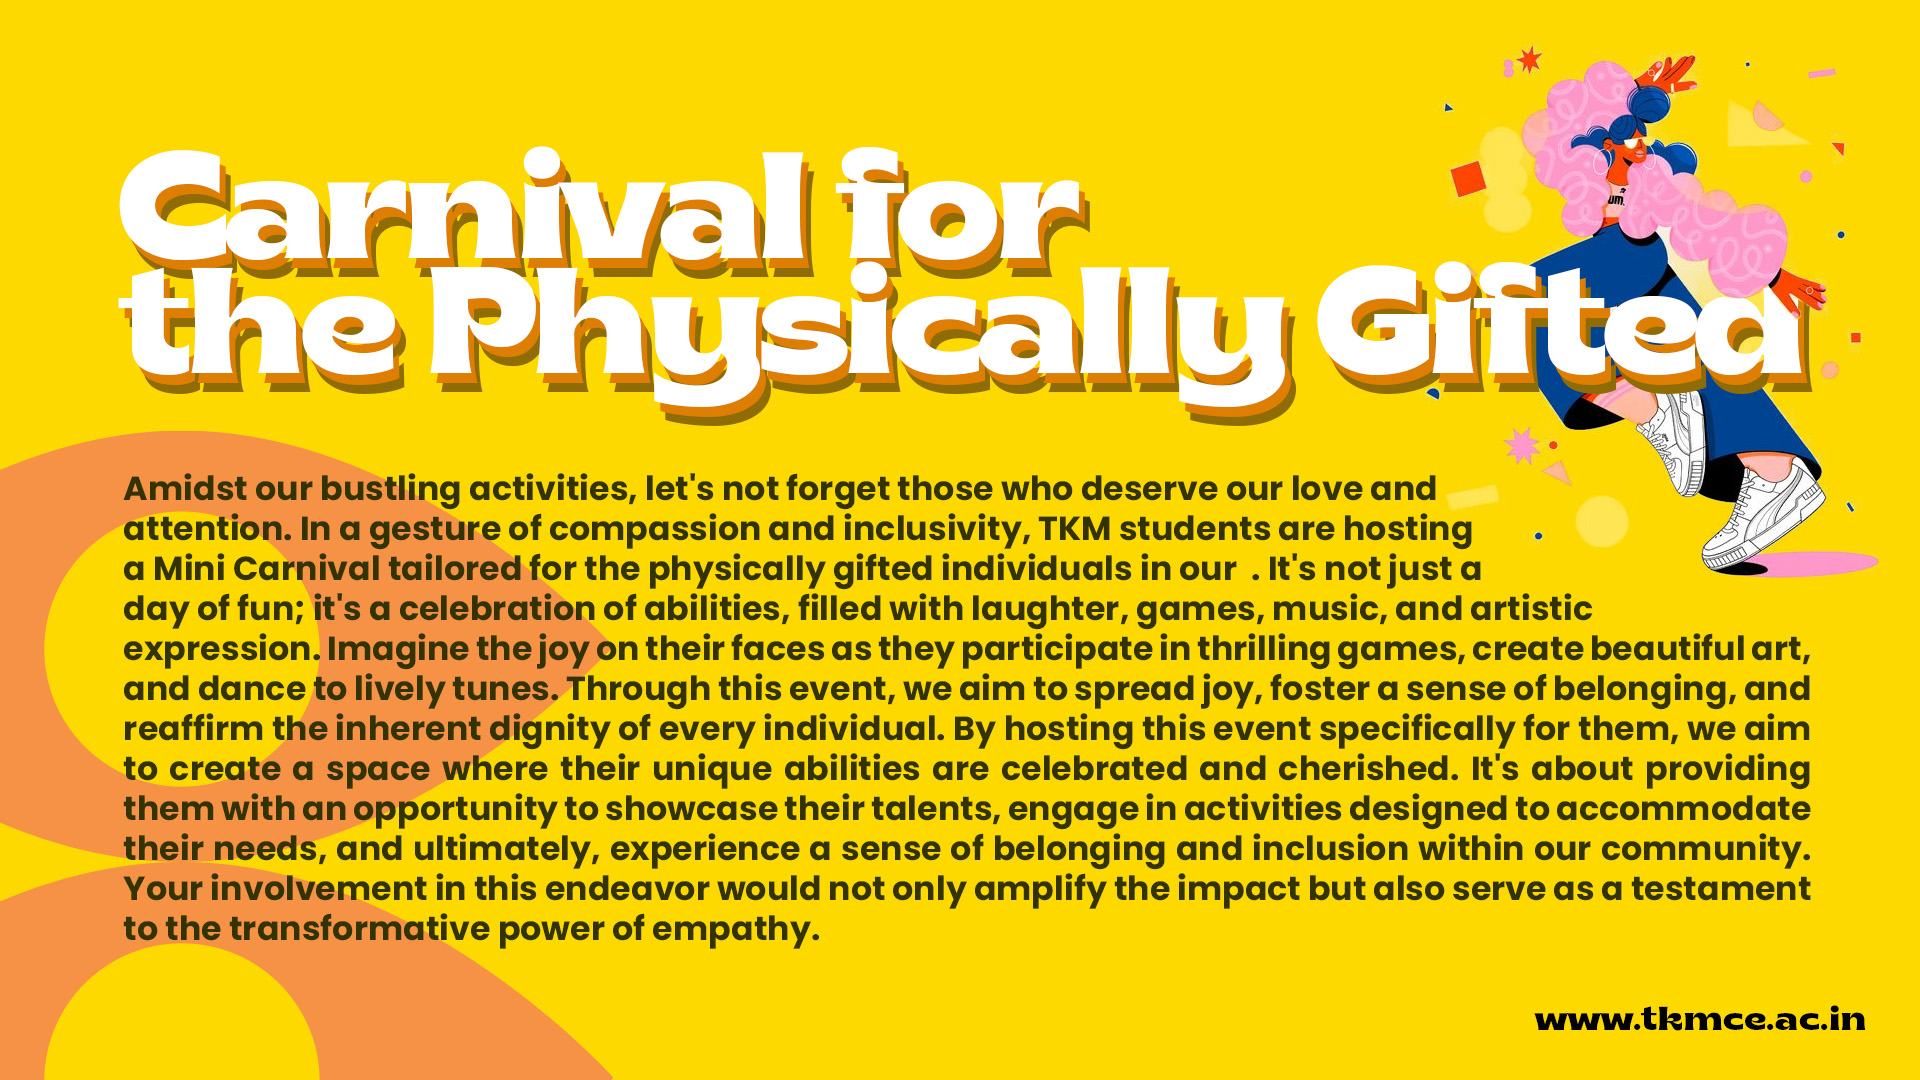 Carnival for
the Physically Gifted
um.
Amidst our bustling activities, let's not forget those who deserve our love and
attention. In a gesture of compassion and inclusivity, TKM students are hosting
a Mini Carnival tailored for the physically gifted individuals in our  . It's not just a
day of fun; it's a celebration of abilities, filled with laughter, games, music, and artistic
expression. Imagine the joy on their faces as they participate in thrilling games, create beautiful art,
and dance to lively tunes. Through this event, we aim to spread joy, foster a sense of belonging, and
reaffirm the inherent dignity of every individual. By hosting this event specifically for them, we aim
to create a space where their unique abilities are celebrated and cherished. It's about providing
them with an opportunity to showcase their talents, engage in activities designed to accommodate
their needs, and ultimately, experience a sense of belonging and inclusion within our community.
Your involvement in this endeavor would not only amplify the impact but also serve as a testament
to the transformative power of empathy.
www.tkmce.ac.in